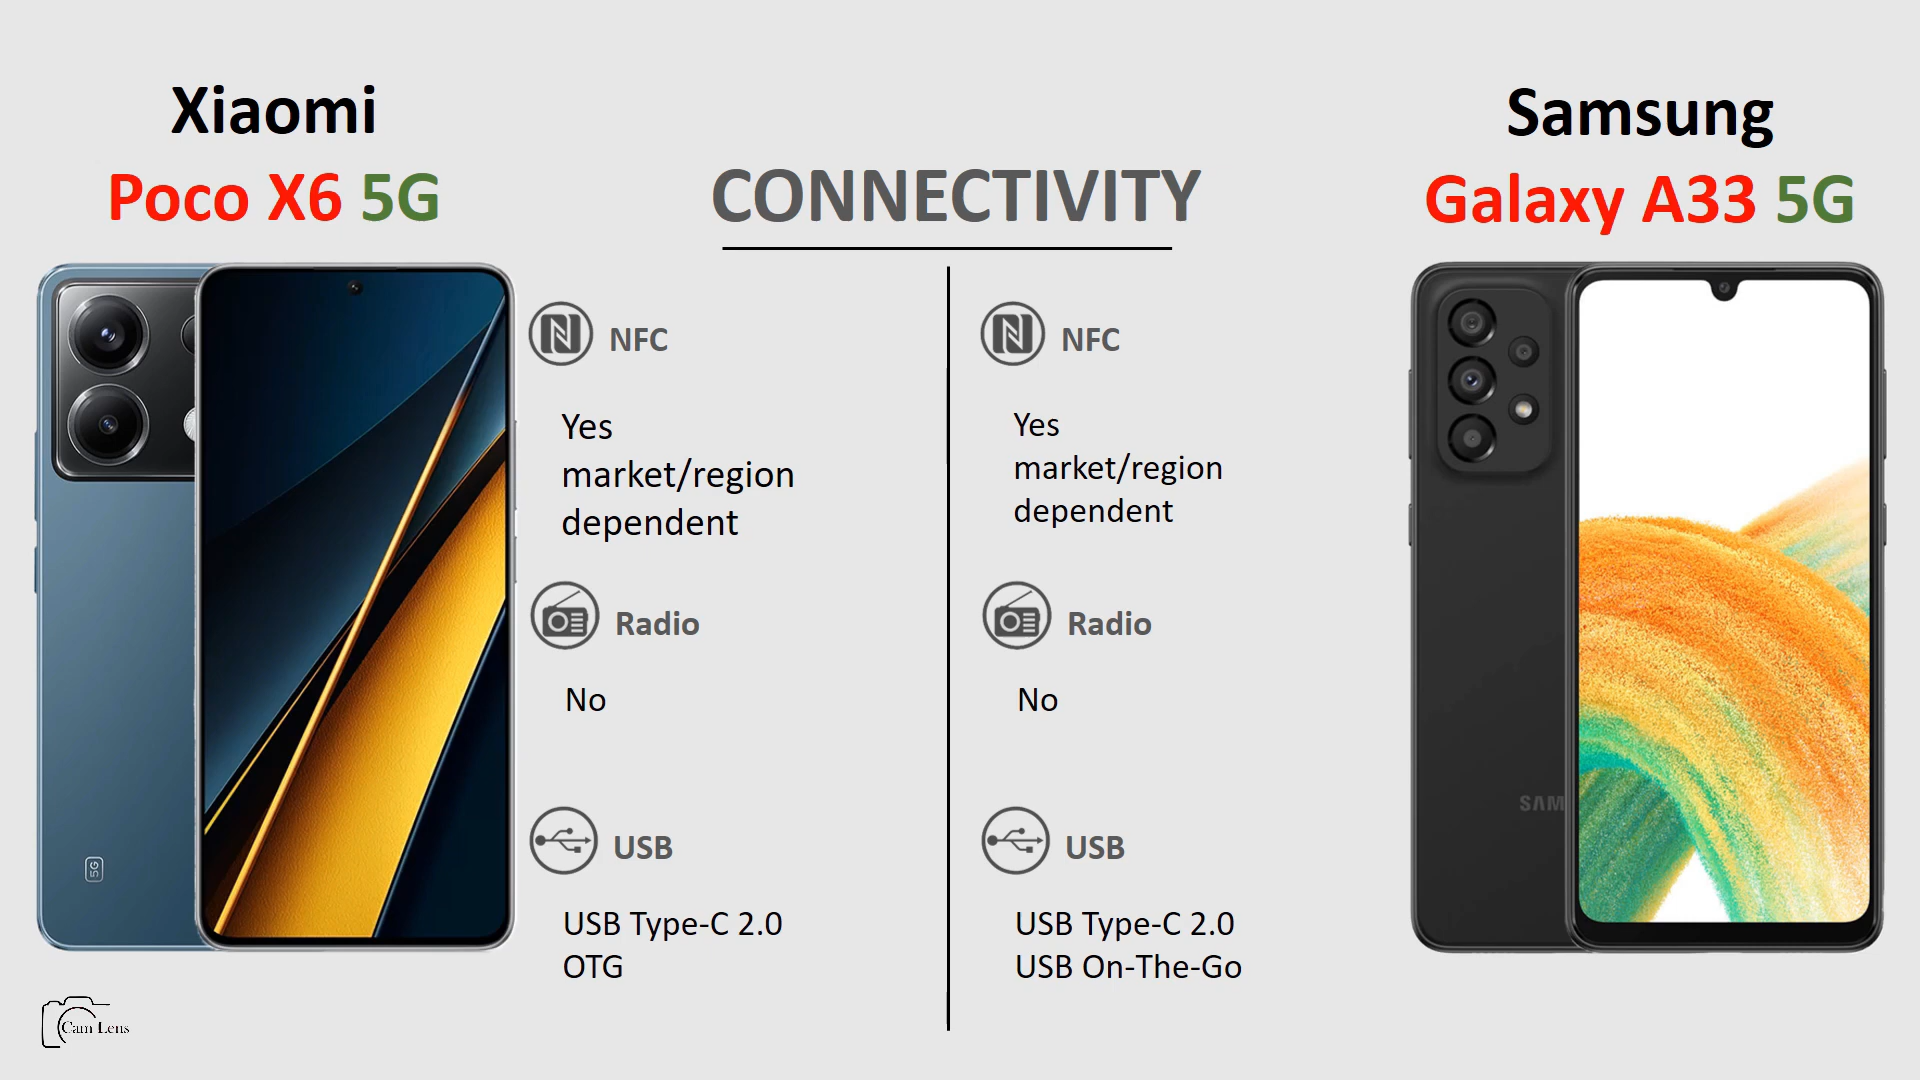 Xiaomi
Poco X6 5G
CONNECTIVITY
Samsung
Galaxy A33 5G
NFC
Yes
market/region
dependent
Radio
No
USB
USB Type-C 2.0
OTG
NFC
Yes
market/region
dependent
Radio
No
USB
USB Type-C 2.0
USB On-The-Go
5G
SAM
Cam Lens